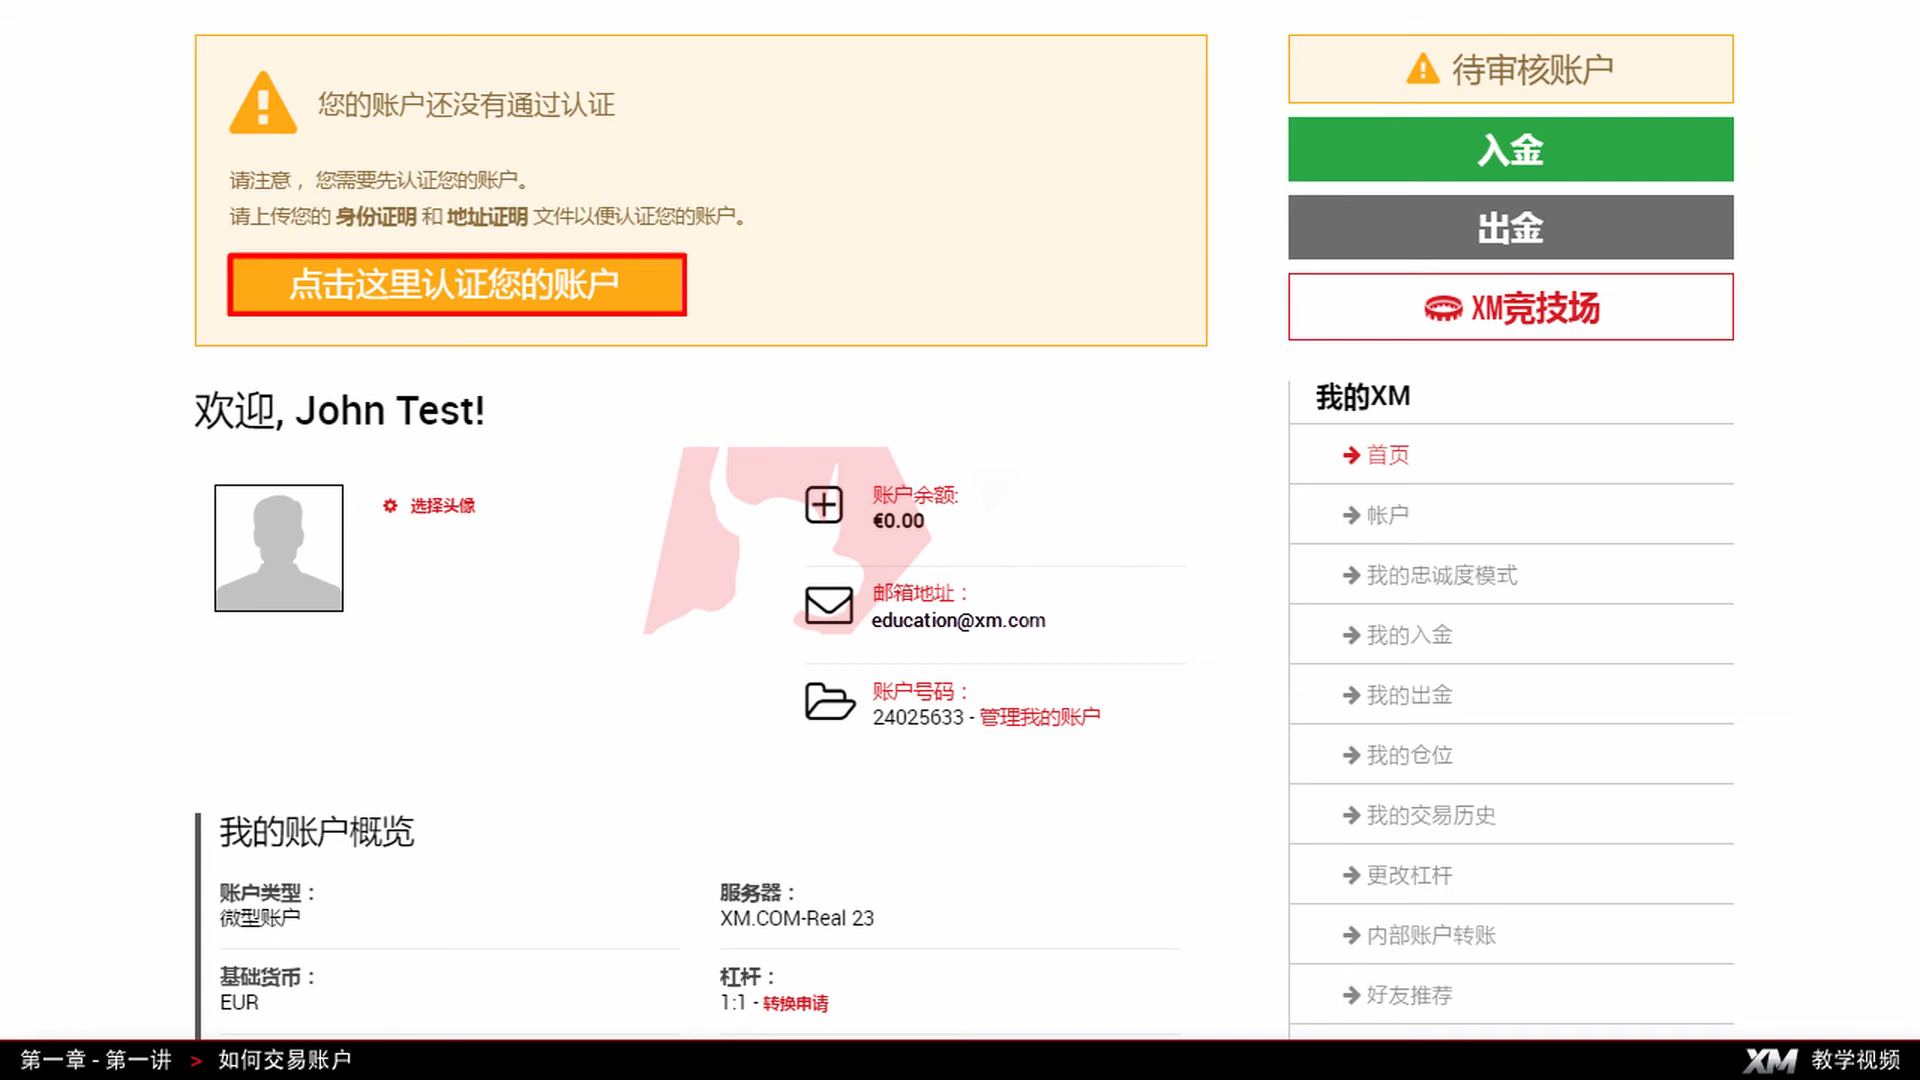 您的账户还没有通过认证
请注意，您需要先认证您的账户。
请上传您的 身份证明 和 地址证明 文件以便认证您的账户。
点击这里认证您的账户
待审核账户
入金
出金
XM竞技场
欢迎, John Test!
选择头像
账户余额:
€0.00
邮箱地址：
education@xm.com
账户号码：
24025633 - 管理我的账户
我的账户概览
账户类型：
微型账户
服务器：
XM.COM-Real 23
基础货币：
EUR
杠杆：
1:1 - 转换申请
我的XM
首页
帐户
我的忠诚度模式
我的入金
我的出金
我的仓位
我的交易历史
更改杠杆
内部账户转账
好友推荐
第一章 - 第一讲 > 如何交易账户
XM 教学视频